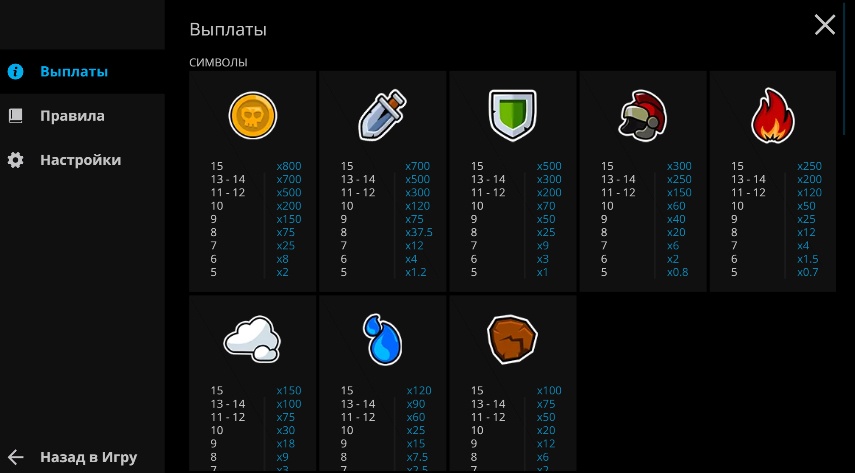 Выплаты
СИМВОЛЫ
Выплаты
Правила
Настройки
15 x800
13 - 14 x700
11 - 12 x500
10 x200
9 x150
8 x75
7 x25
6 x8
5 x2
15 x700
13 - 14 x500
11 - 12 x300
10 x120
9 x75
8 x37.5
7 x12
6 x4
5 x1.2
15 x500
13 - 14 x300
11 - 12 x200
10 x70
9 x50
8 x25
7 x9
6 x3
5 x1
15 x300
13 - 14 x250
11 - 12 x150
10 x60
9 x40
8 x20
7 x6
6 x2
5 x0.8
15 x250
13 - 14 x200
11 - 12 x120
10 x50
9 x25
8 x12
7 x4
6 x1.5
5 x0.7
15 x150
13 - 14 x100
11 - 12 x75
10 x30
9 x18
8 x9
7 x3
15 x120
13 - 14 x90
11 - 12 x60
10 x25
9 x15
8 x7.5
7 x2.5
15 x100
13 - 14 x75
11 - 12 x50
10 x20
9 x12
8 x6
7 x2
Назад в Игру